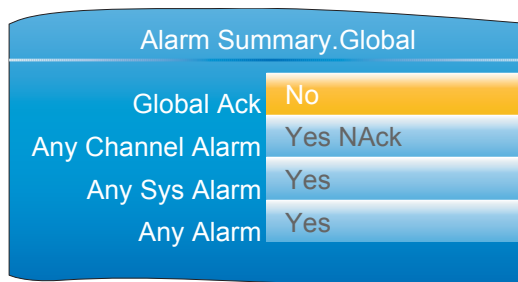 Alarm Summary.Global
Global Ack No
Any Channel Alarm Yes NAck
Any Sys Alarm Yes
Any Alarm Yes